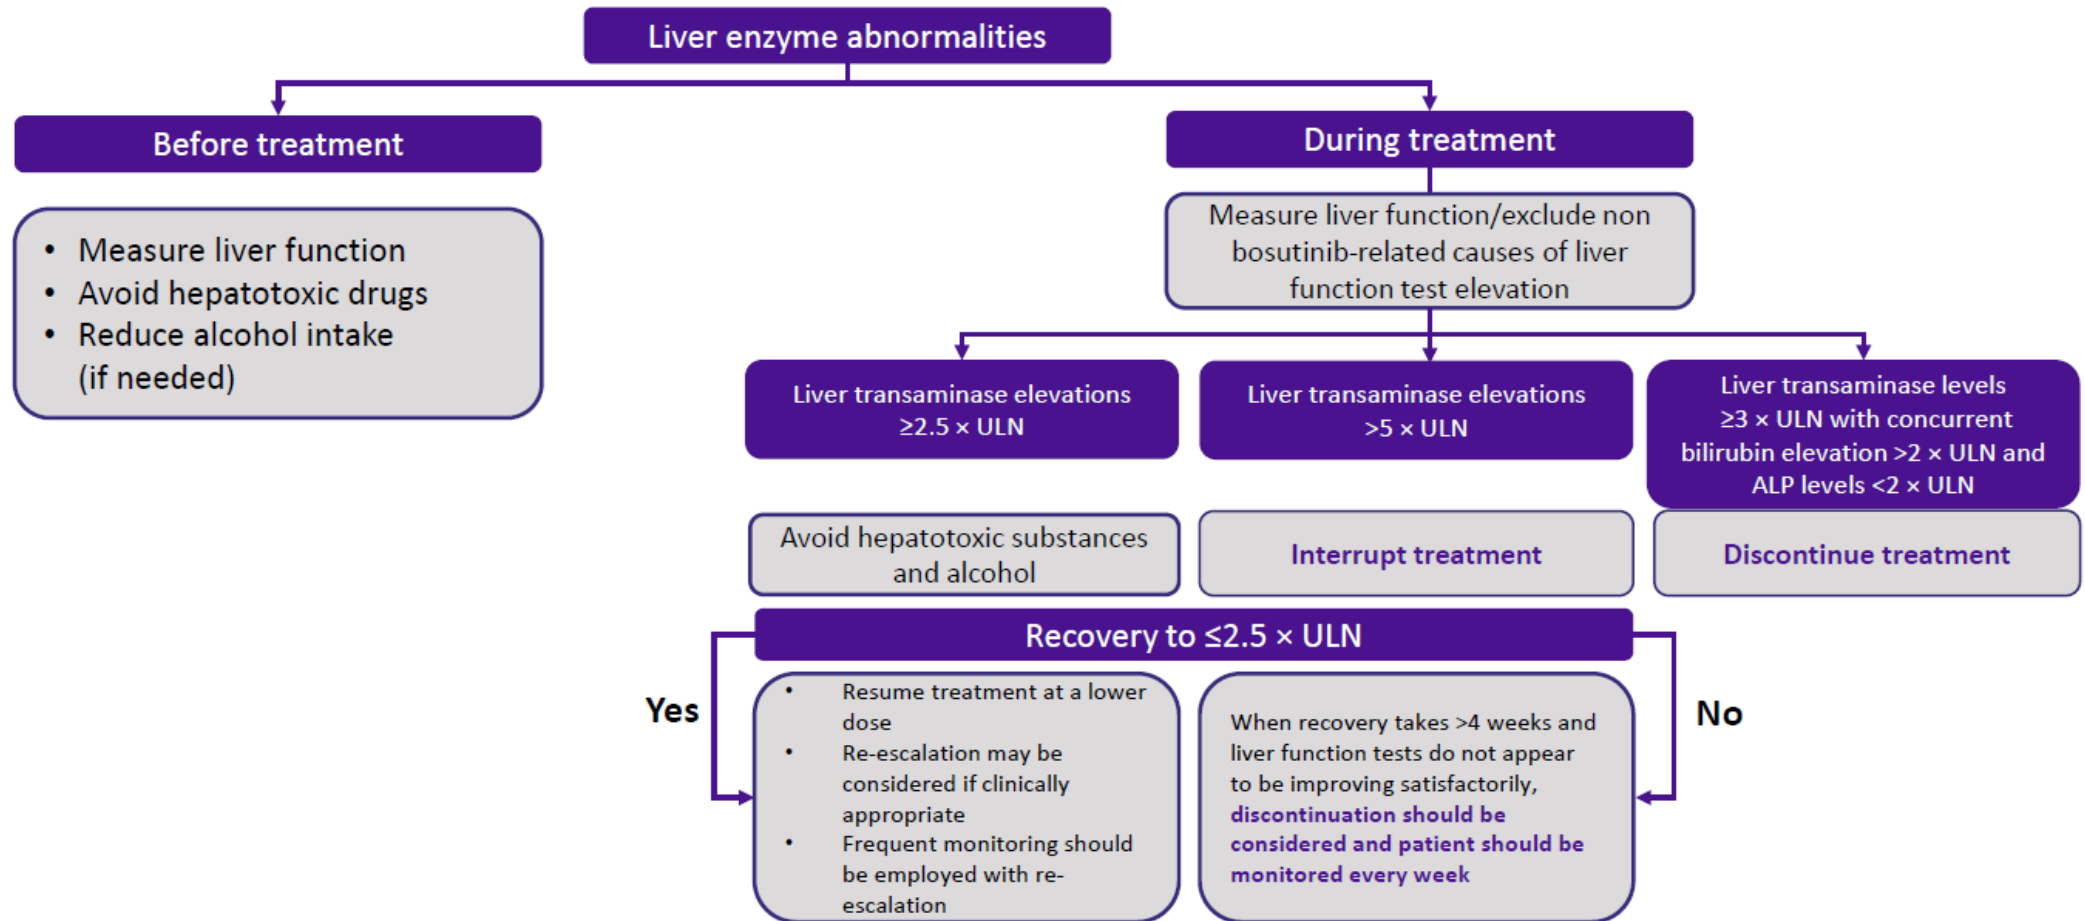 Liver enzyme abnormalities
Before treatment
• Measure liver function
• Avoid hepatotoxic drugs
• Reduce alcohol intake
(if needed)
During treatment
Measure liver function/exclude non
bosutinib-related causes of liver
function test elevation
Liver transaminase elevations
≥2.5 × ULN
Liver transaminase elevations
>5 × ULN
Liver transaminase levels
≥3 × ULN with concurrent
bilirubin elevation >2 × ULN and
ALP levels <2 × ULN
Avoid hepatotoxic substances
and alcohol
Interrupt treatment
Discontinue treatment
Recovery to ≤2.5 × ULN
Yes
• Resume treatment at a lower
dose
• Re-escalation may be
considered if clinically
appropriate
• Frequent monitoring should
be employed with re-
escalation
No
When recovery takes >4 weeks and
liver function tests do not appear
to be improving satisfactorily,
discontinuation should be
considered and patient should be
monitored every week